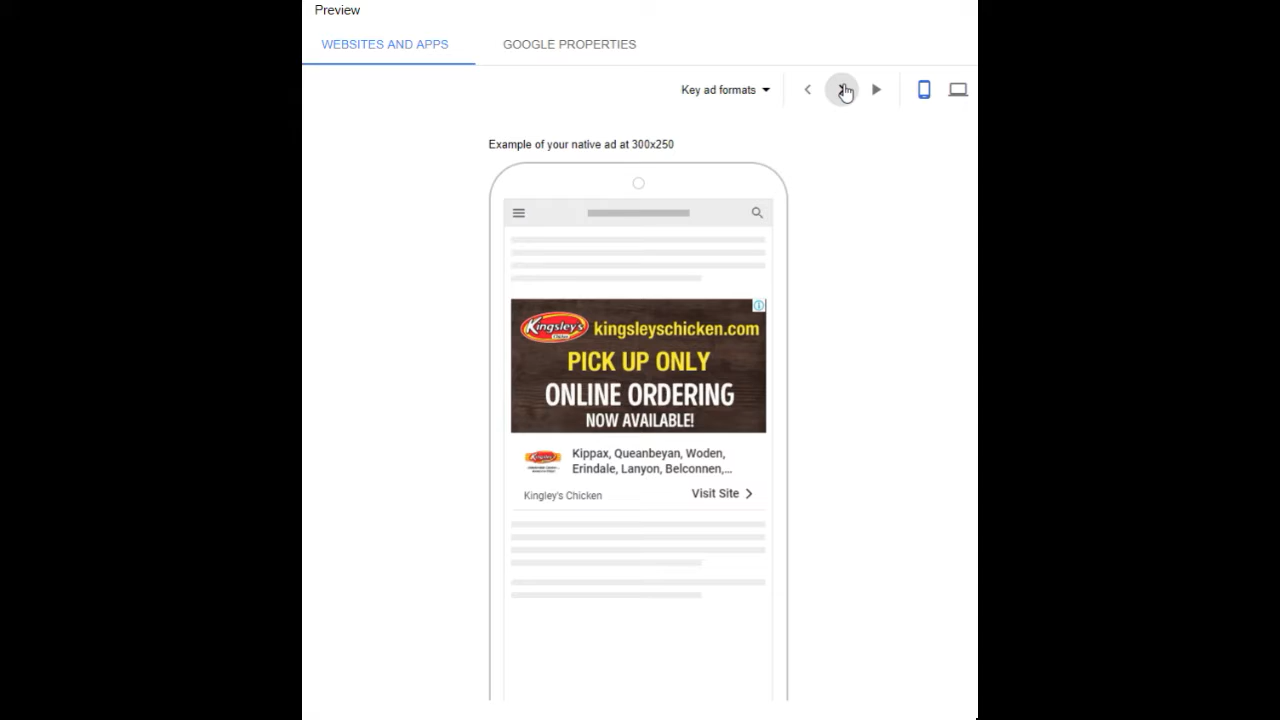 Preview
WEBSITES AND APPS
GOOGLE PROPERTIES
Key ad formats
Example of your native ad at 300x250
Kingsley's
kingsleyschicken.com
PICK UP ONLY
ONLINE ORDERING
NOW AVAILABLE!
Kippax, Queanbeyan, Woden,
Erindale, Lanyon, Belconnen,...
Kingley's Chicken
Visit Site